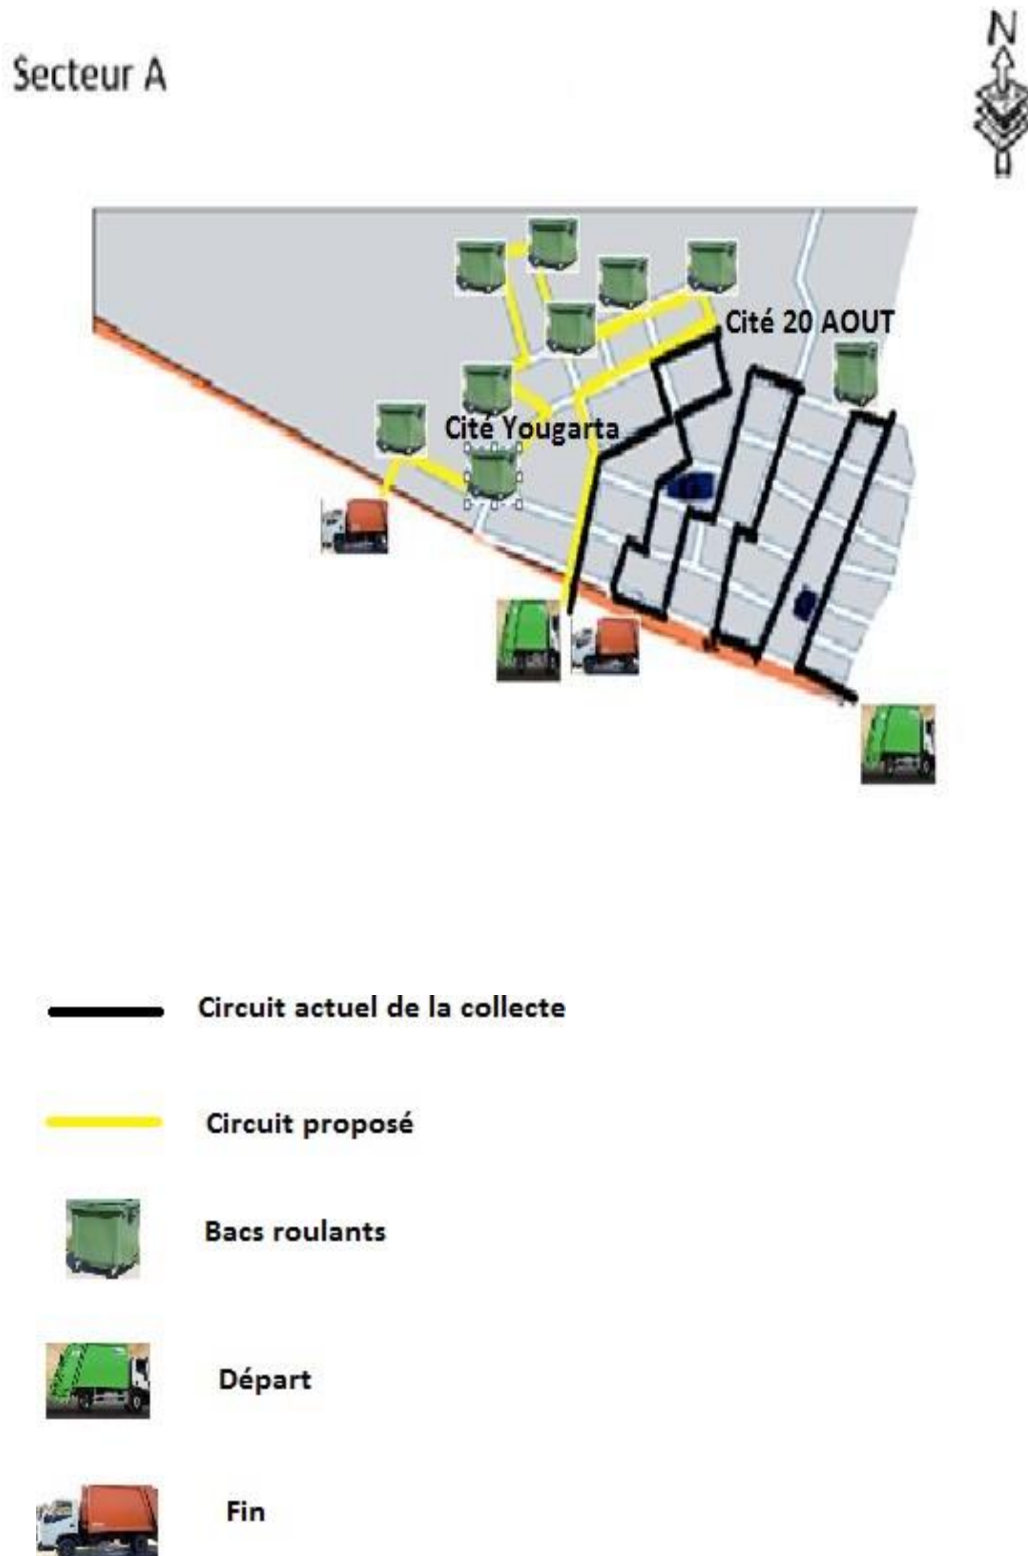 N
Secteur A
Cité 20 AOUT
Cité Yougarta
Circuit actuel de la collecte
Circuit proposé
Bacs roulants
Départ
Fin